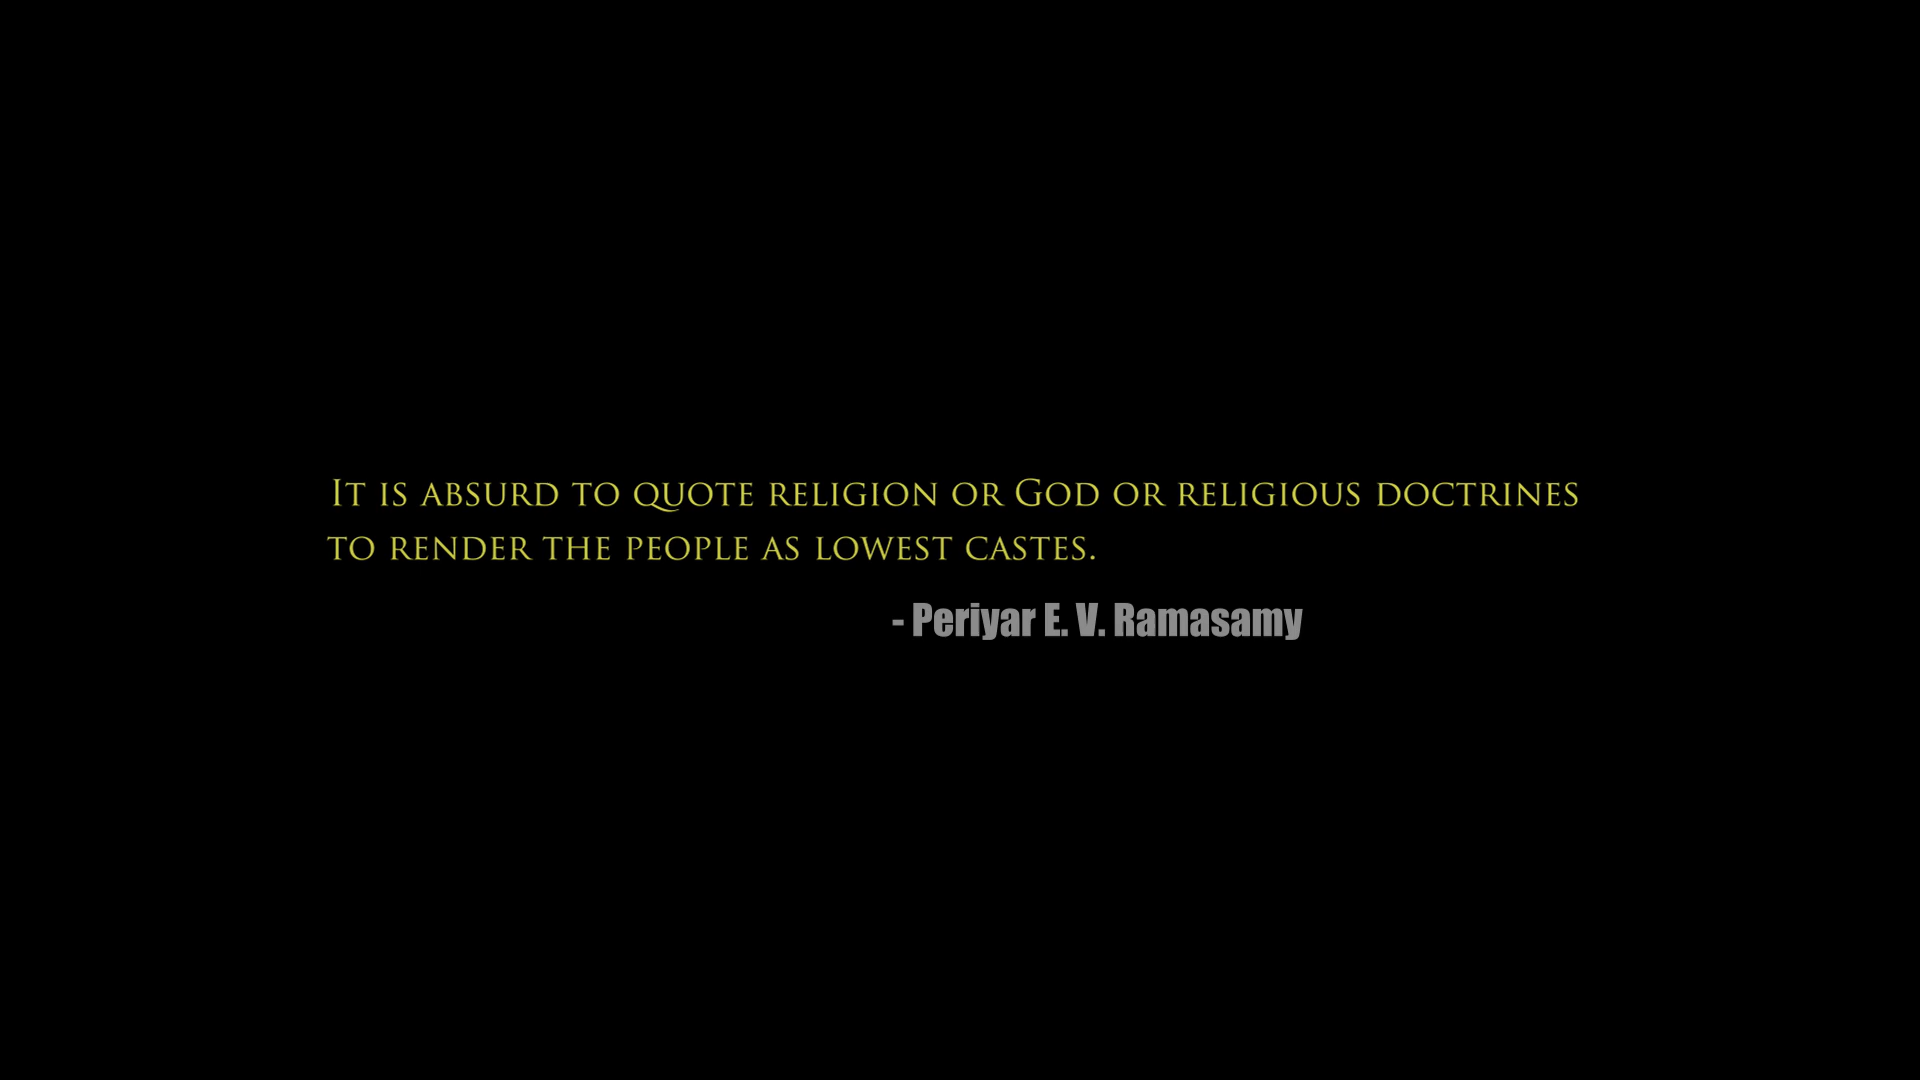 It is absurd to quote religion or God or religious doctrines
to render the people as lowest castes.
- Periyar E. V. Ramasamy